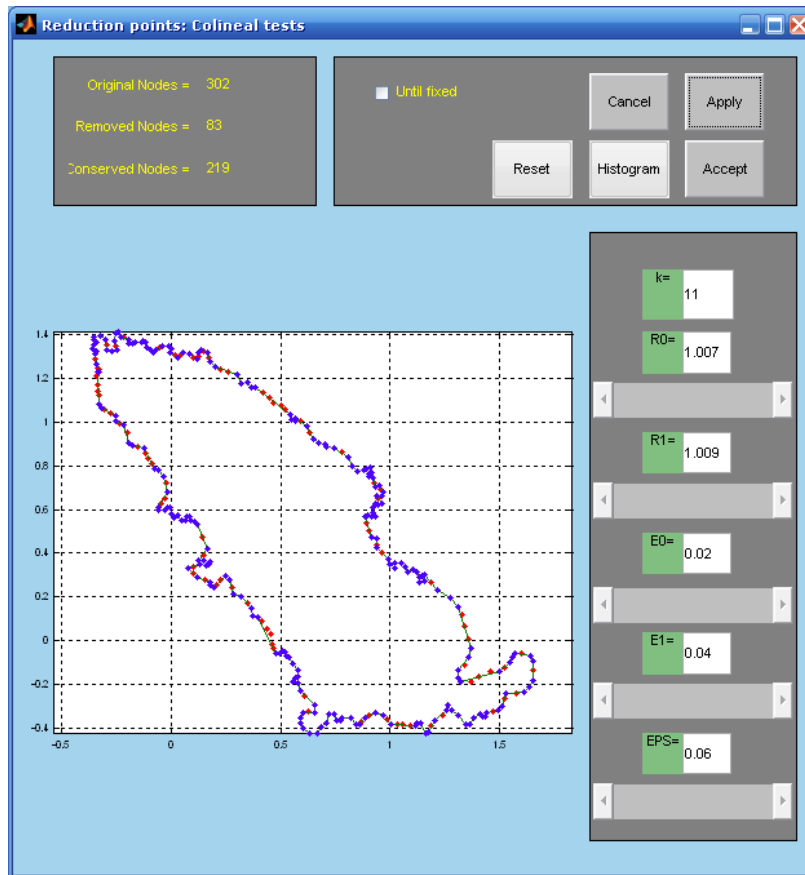 Reduction points: Colineal tests
Original Nodes = 302
Removed Nodes = 83
Conserved Nodes = 219
Until fixed
Cancel
Apply
Reset
Histogram
Accept
k=
11
R0=
1.007
R1=
1.009
E0=
0.02
E1=
0.04
EPS=
0.06
1.4
1.2
1
0.8
0.6
0.4
0.2
0
-0.2
-0.4
-0.5
0
0.5
1
1.5